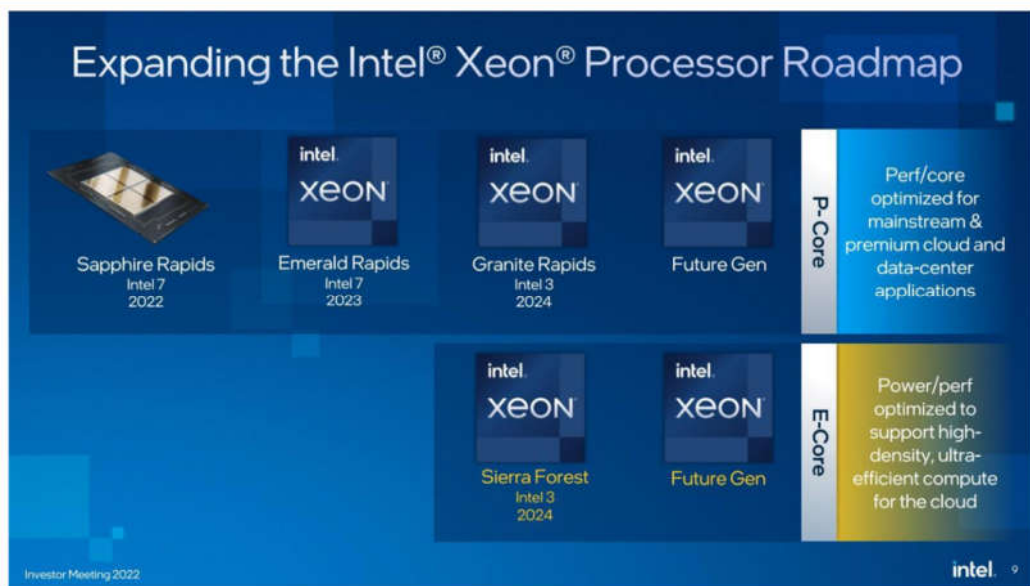 Expanding the Intel® Xeon® Processor Roadmap
intel.
xeon
Sapphire Rapids
Intel 7
2022
Emerald Rapids
Intel 7
2023
intel.
xeon
Granite Rapids
Intel 3
2024
intel.
xeon
Future Gen
P-Core
Perf/core
optimized for
mainstream &
premium cloud and
data-center
applications
intel.
xeon
Sierra Forest
Intel 3
2024
intel.
xeon
Future Gen
E-Core
Power/perf
optimized to
support high-
density, ultra-
efficient compute
for the cloud
Investor Meeting 2022
intel.
9